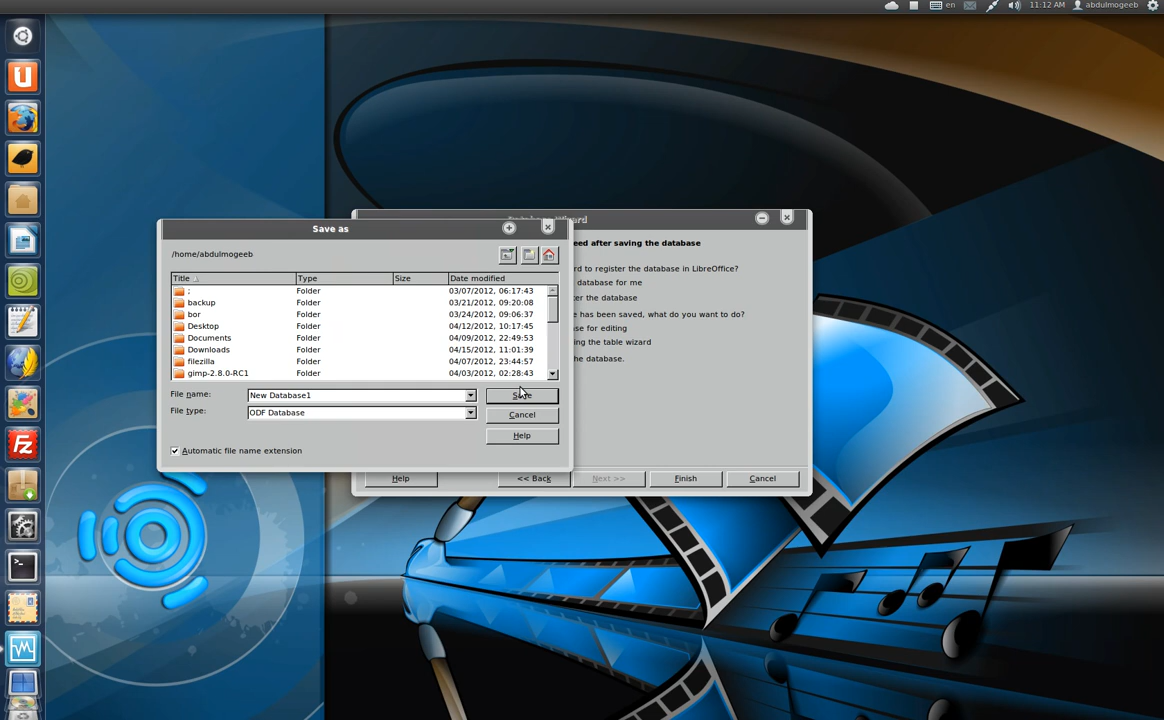 en 11:12 AM abdulmogeeb
Save as
/home/abdulmogeeb
Title Type Size Date modified
; Folder 03/07/2012, 06:17:43
backup Folder 03/21/2012, 09:20:08
bor Folder 03/24/2012, 09:06:37
Desktop Folder 04/12/2012, 10:17:45
Documents Folder 04/09/2012, 22:49:53
Downloads Folder 04/15/2012, 11:01:39
filezilla Folder 04/07/2012, 23:44:57
gimp-2.8.0-RC1 Folder 04/03/2012, 02:28:43
File name: New Database1 Save
File type: ODF Database Cancel
Help
Automatic file name extension
Wizard
eed after saving the database
rd to register the database in LibreOffice?
database for me
ter the database
e has been saved, what do you want to do?
se for editing
ing the table wizard
he database.
Help << Back Next >> Finish Cancel